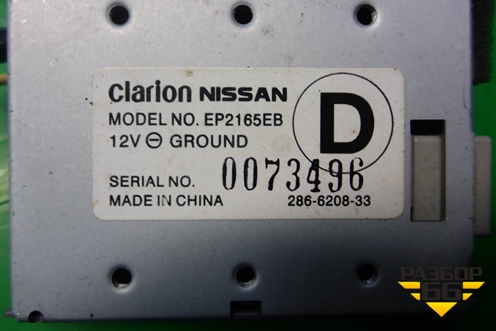 clarion NISSAN
MODEL NO. EP2165EB
12V ⊖ GROUND
D
SERIAL NO. 0073496
MADE IN CHINA 286-6208-33
РАЗБОР
66